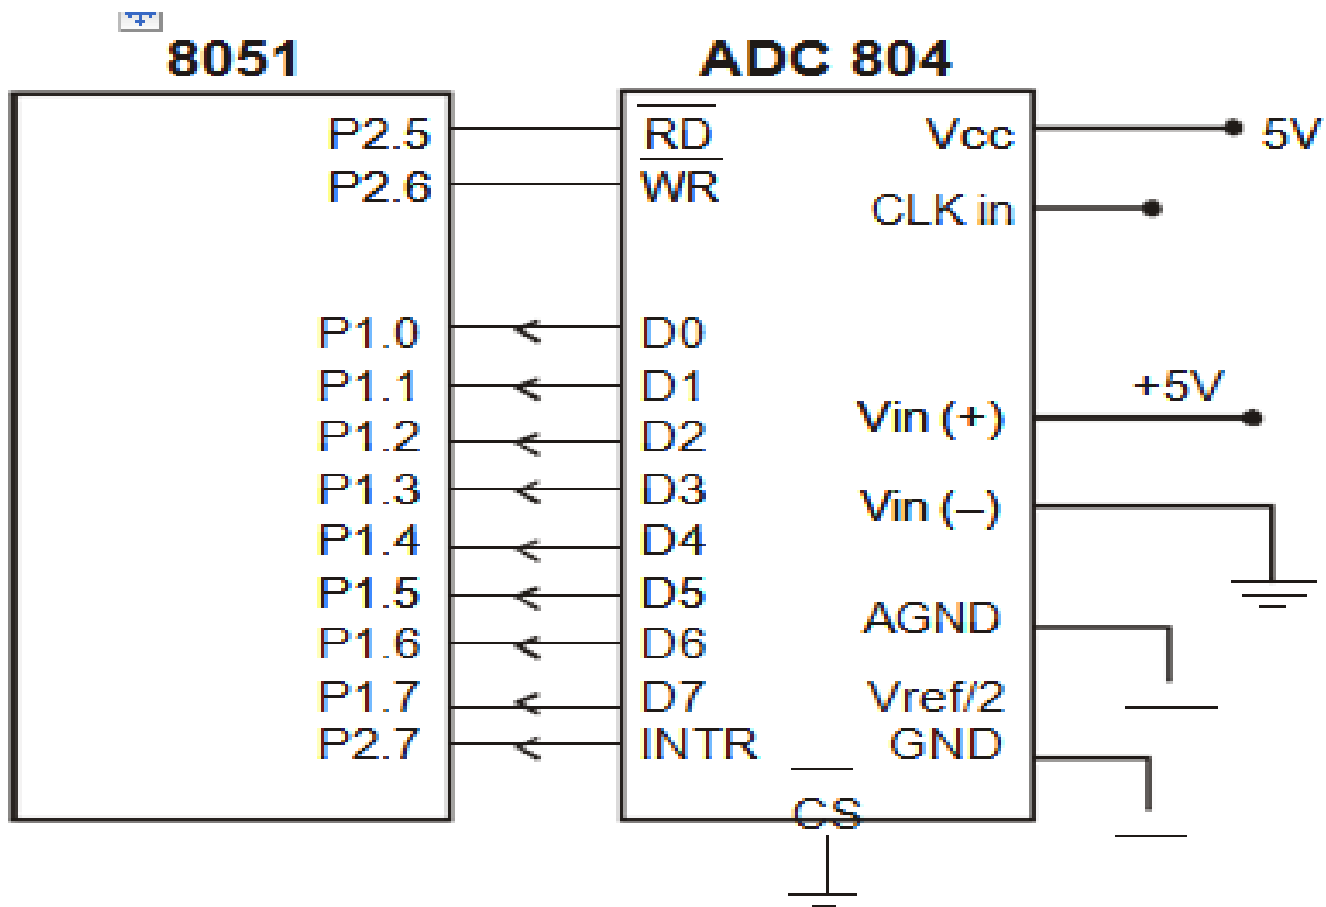 8051
ADC 804
P2.5
P2.6
P1.0
P1.1
P1.2
P1.3
P1.4
P1.5
P1.6
P1.7
P2.7
RD
WR
D0
D1
D2
D3
D4
D5
D6
D7
INTR
CS
Vcc
5V
CLK in
+5V
Vin (+)
Vin (–)
AGND
Vref/2
GND